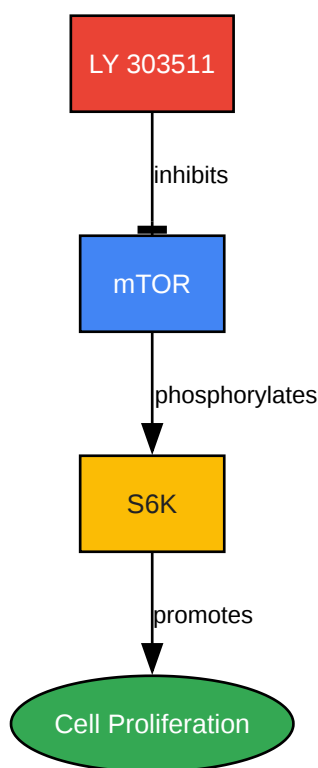 LY 303511
inhibits
mTOR
phosphorylates
S6K
promotes
Cell Proliferation